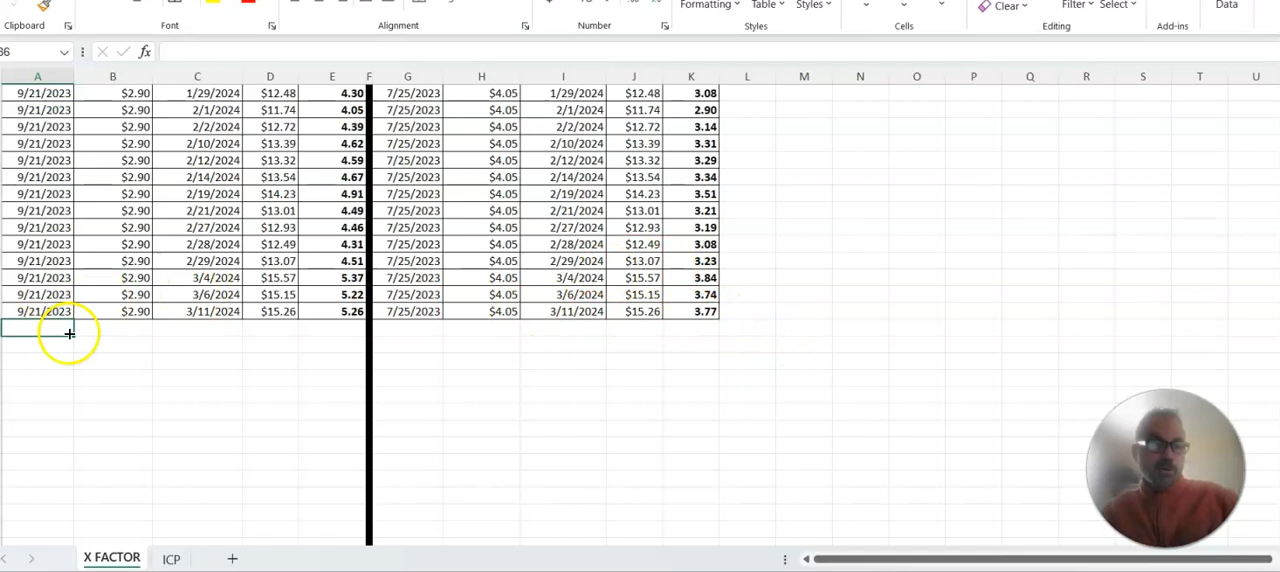 Formatting Table Styles Clear Filter Select Data
Clipboard Font Alignment Number Styles Cells Editing Add-ins
36 fx
A B C D E F G H I J K L M N O P Q R S T U
9/21/2023 $2.90 1/29/2024 $12.48 4.30 7/25/2023 $4.05 1/29/2024 $12.48 3.08
9/21/2023 $2.90 2/1/2024 $11.74 4.05 7/25/2023 $4.05 2/1/2024 $11.74 2.90
9/21/2023 $2.90 2/2/2024 $12.72 4.39 7/25/2023 $4.05 2/2/2024 $12.72 3.14
9/21/2023 $2.90 2/10/2024 $13.39 4.62 7/25/2023 $4.05 2/10/2024 $13.39 3.31
9/21/2023 $2.90 2/12/2024 $13.32 4.59 7/25/2023 $4.05 2/12/2024 $13.32 3.29
9/21/2023 $2.90 2/14/2024 $13.54 4.67 7/25/2023 $4.05 2/14/2024 $13.54 3.34
9/21/2023 $2.90 2/19/2024 $14.23 4.91 7/25/2023 $4.05 2/19/2024 $14.23 3.51
9/21/2023 $2.90 2/21/2024 $13.01 4.49 7/25/2023 $4.05 2/21/2024 $13.01 3.21
9/21/2023 $2.90 2/27/2024 $12.93 4.46 7/25/2023 $4.05 2/27/2024 $12.93 3.19
9/21/2023 $2.90 2/28/2024 $12.49 4.31 7/25/2023 $4.05 2/28/2024 $12.49 3.08
9/21/2023 $2.90 2/29/2024 $13.07 4.51 7/25/2023 $4.05 2/29/2024 $13.07 3.23
9/21/2023 $2.90 3/4/2024 $15.57 5.37 7/25/2023 $4.05 3/4/2024 $15.57 3.84
9/21/2023 $2.90 3/6/2024 $15.15 5.22 7/25/2023 $4.05 3/6/2024 $15.15 3.74
9/21/2023 $2.90 3/11/2024 $15.26 5.26 7/25/2023 $4.05 3/11/2024 $15.26 3.77
X FACTOR ICP